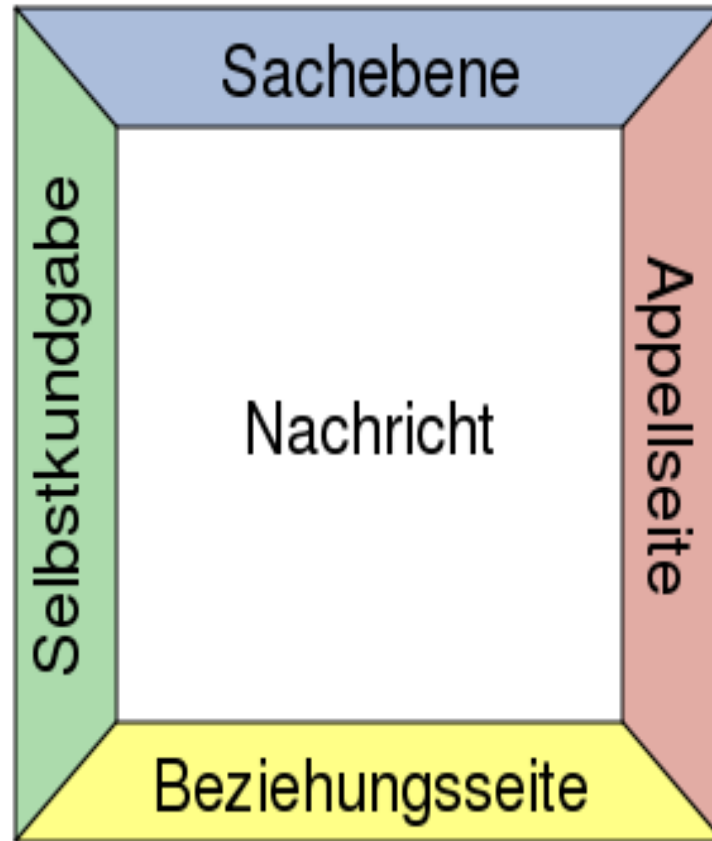 Sachebene
Selbstkundgabe
Nachricht
Appellseite
Beziehungsseite